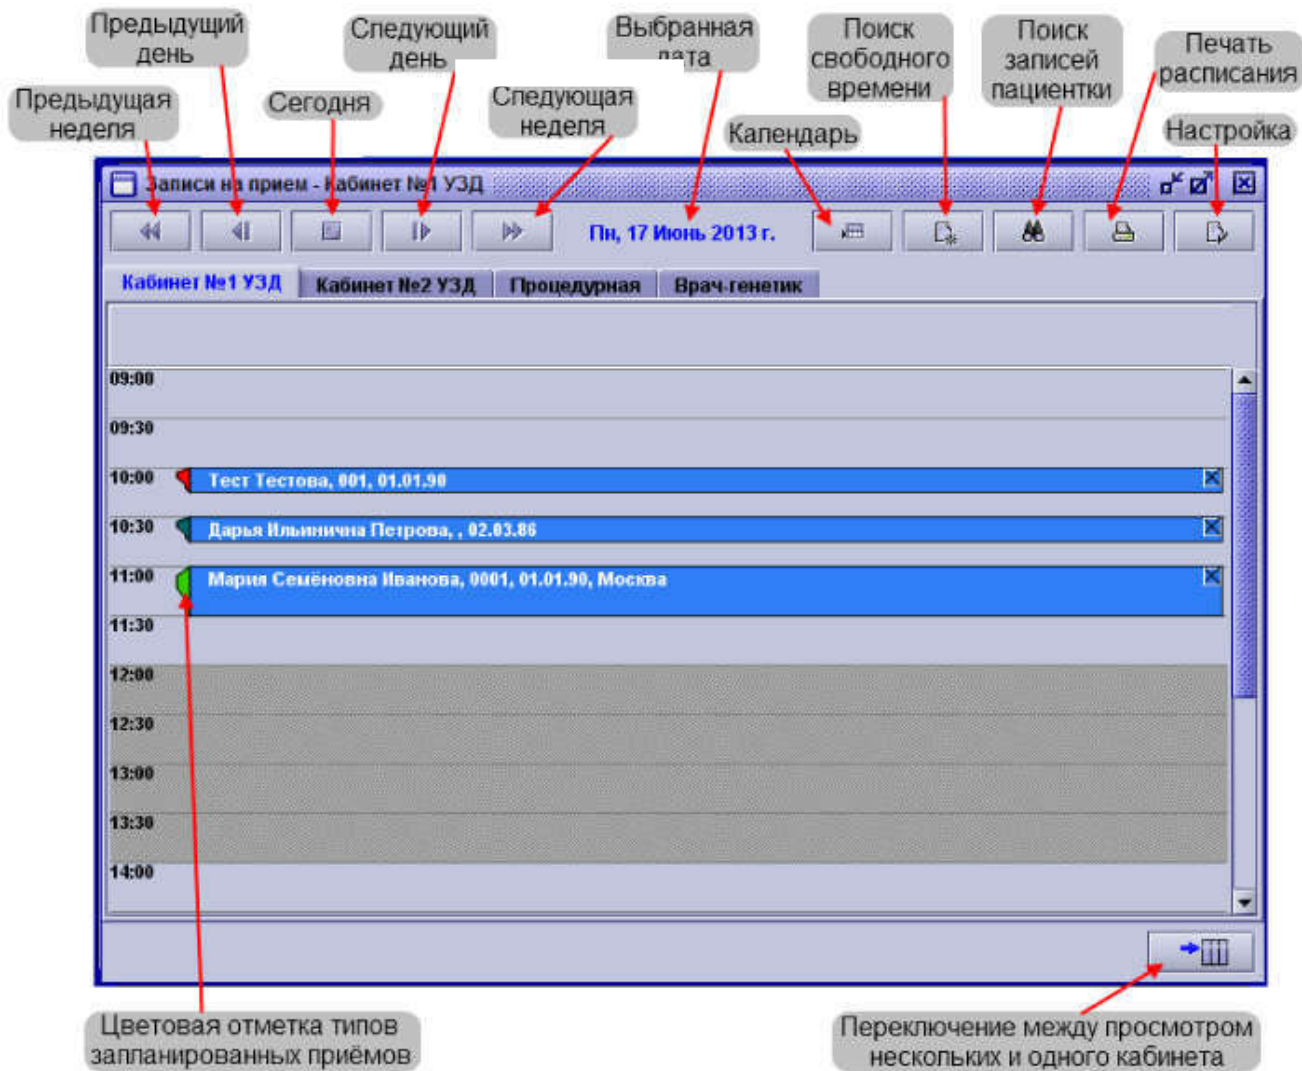 Предыдущий
день
Следующий
день
Выбранная
дата
Поиск
свободного
времени
Поиск
записей
пациентки
Печать
расписания
Предыдущая
неделя
Сегодня
Следующая
неделя
Календарь
Настройка
Записи на прием - Кабинет №1 УЗД
Пн, 17 Июнь 2013 г.
Кабинет №1 УЗД
Кабинет №2 УЗД
Процедурная
Врач-генетик
09:00
09:30
10:00 Тест Тестова, 001, 01.01.90
10:30 Дарья Ильинична Петрова, , 02.03.86
11:00 Мария Семёновна Иванова, 0001, 01.01.90, Москва
11:30
12:00
12:30
13:00
13:30
14:00
Цветовая отметка типов
запланированных приёмов
Переключение между просмотром
нескольких и одного кабинета